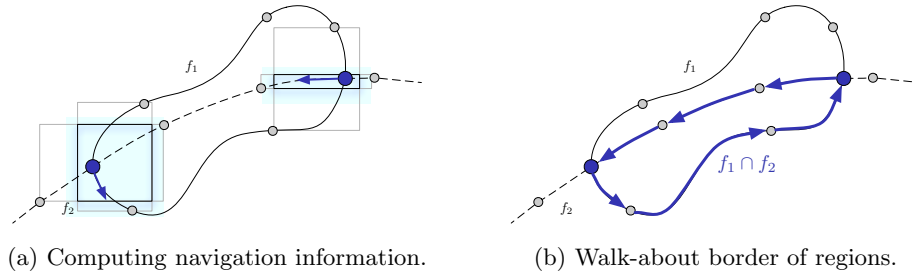 f₁
f₂
(a) Computing navigation information.
f₁
f₁ ∩ f₂
f₂
(b) Walk-about border of regions.